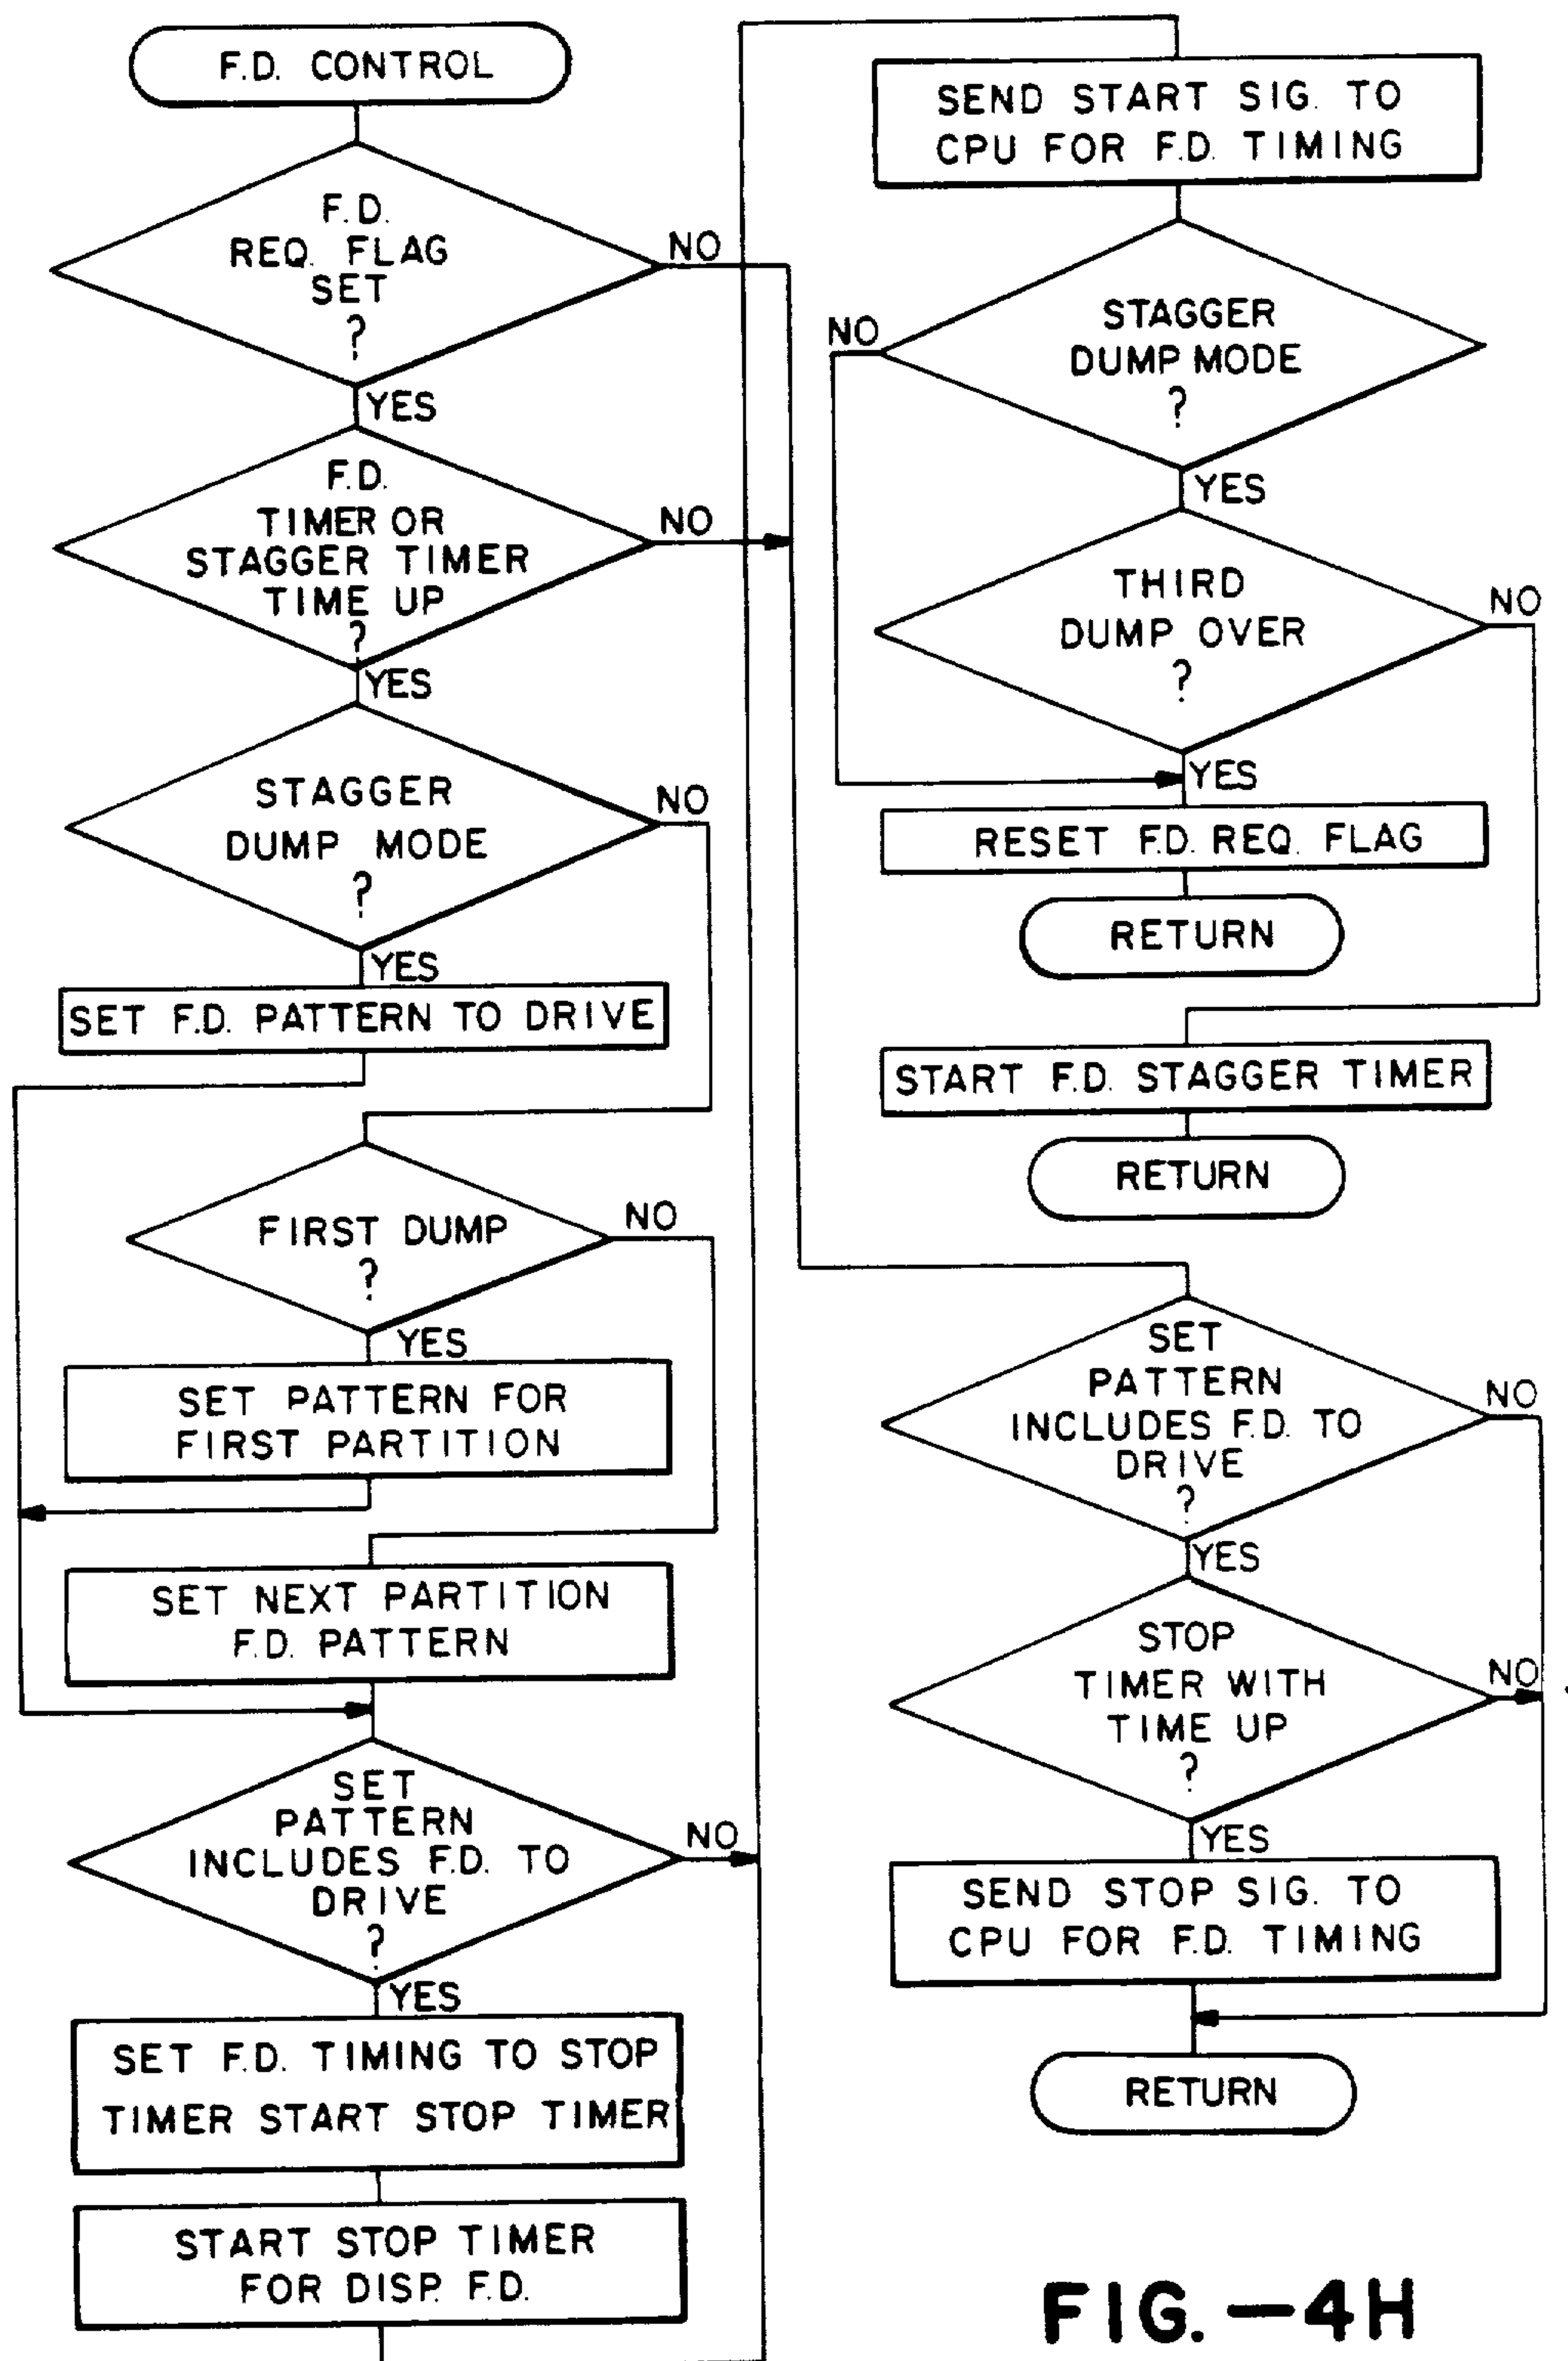 F.D. CONTROL
F.D.
REQ. FLAG
SET
?
NO
YES
F.D.
TIMER OR
STAGGER TIMER
TIME UP
?
NO
YES
STAGGER
DUMP MODE
?
NO
YES
SET F.D. PATTERN TO DRIVE
FIRST DUMP
?
NO
YES
SET PATTERN FOR
FIRST PARTITION
SET NEXT PARTITION
F.D. PATTERN
SET
PATTERN
INCLUDES F.D. TO
DRIVE
?
NO
YES
SET F.D. TIMING TO STOP
TIMER START STOP TIMER
START STOP TIMER
FOR DISP. F.D.
SEND START SIG. TO
CPU FOR F.D. TIMING
STAGGER
DUMP MODE
?
NO
YES
THIRD
DUMP OVER
?
NO
YES
RESET F.D. REQ. FLAG
RETURN
START F.D. STAGGER TIMER
RETURN
SET
PATTERN
INCLUDES F.D. TO
DRIVE
?
NO
YES
STOP
TIMER WITH
TIME UP
?
NO
YES
SEND STOP SIG. TO
CPU FOR F.D. TIMING
RETURN
FIG.—4H